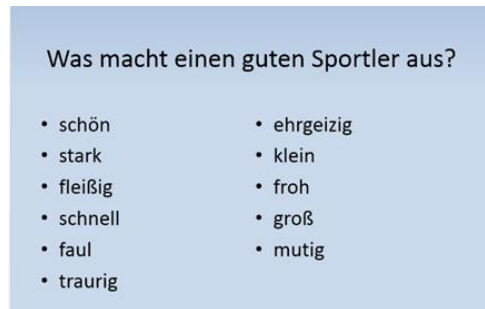 Was macht einen guten Sportler aus?
• schön
• stark
• fleißig
• schnell
• faul
• traurig
• ehrgeizig
• klein
• froh
• groß
• mutig